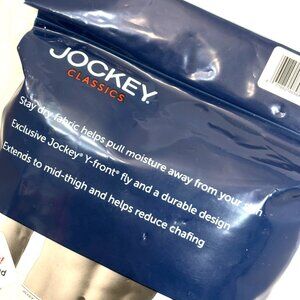 JOCKEY®
CLASSICS
Stay dry fabric helps pull moisture away from your skin
Exclusive Jockey® Y-front® fly and a durable design
Extends to mid-thigh and helps reduce chafing